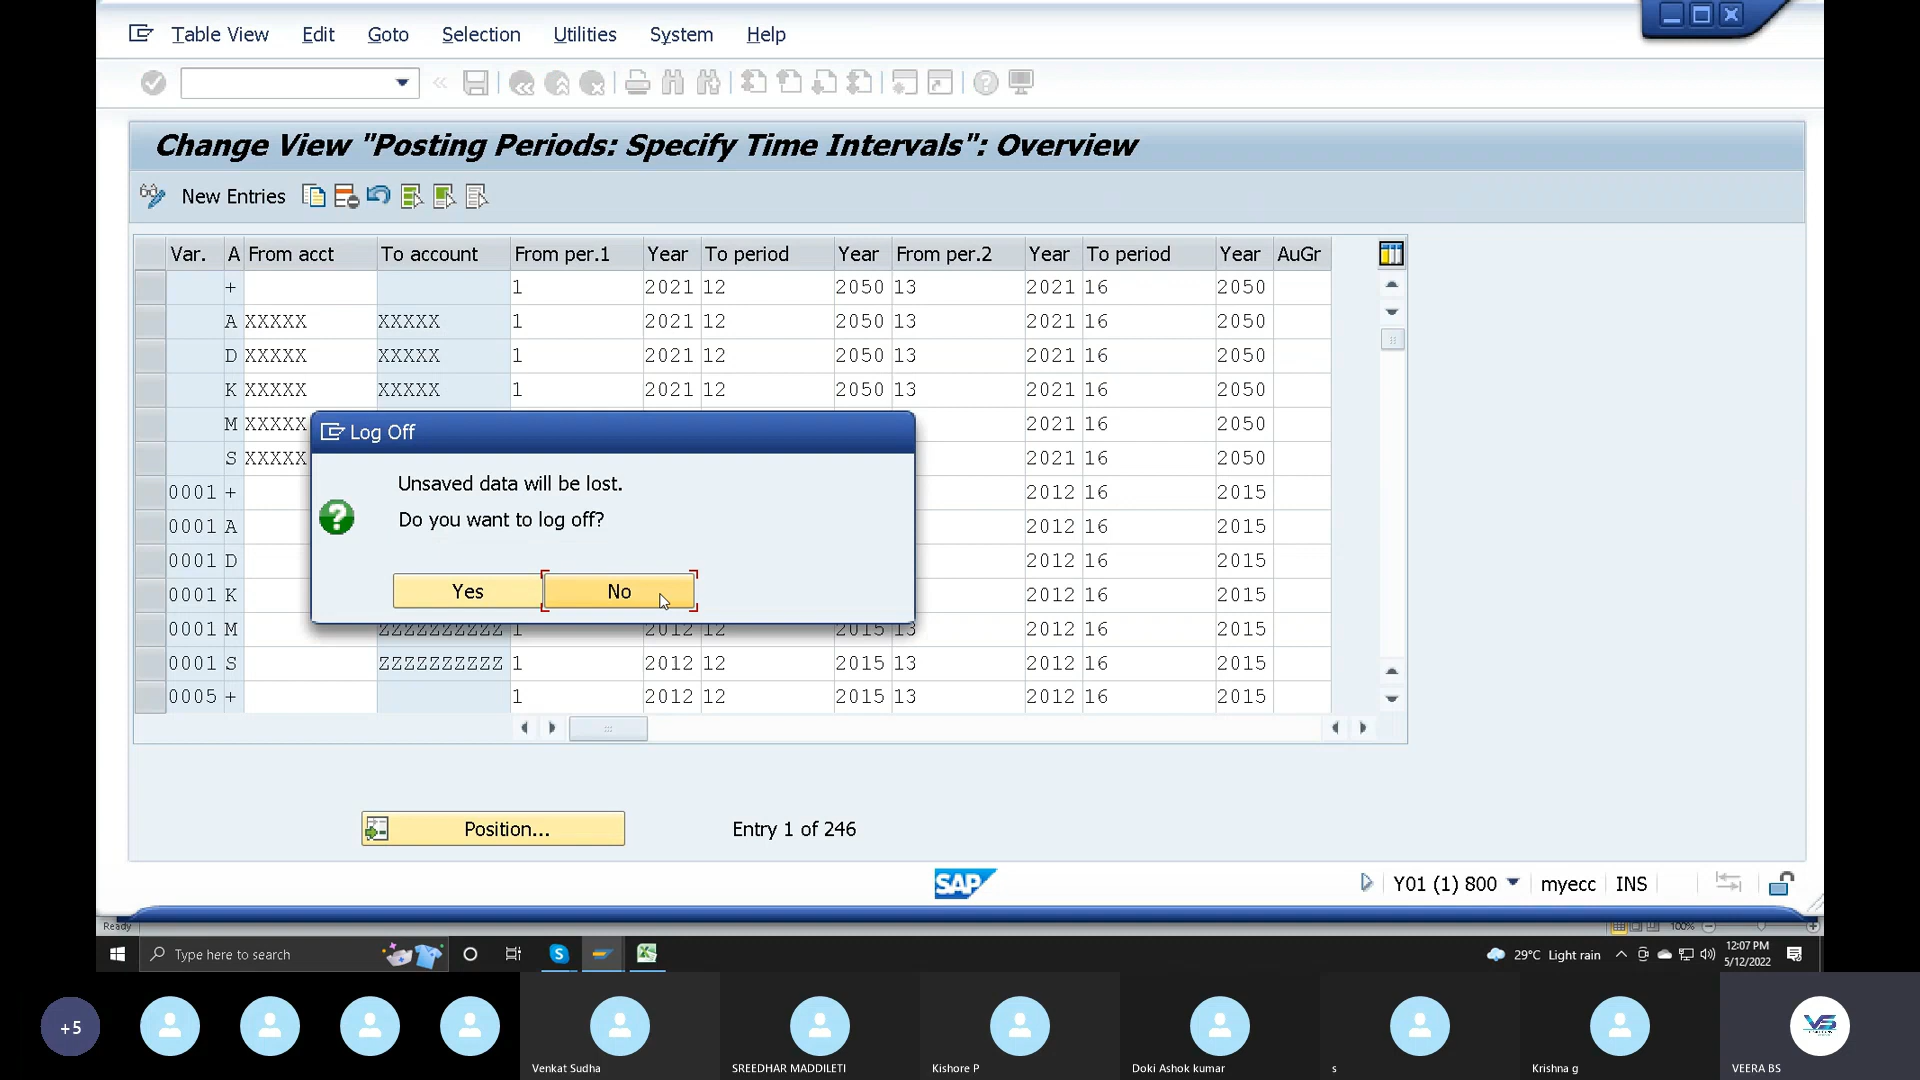 Table View Edit Goto Selection Utilities System Help
Change View "Posting Periods: Specify Time Intervals": Overview
New Entries
Var. A From acct To account From per.1 Year To period Year From per.2 Year To period Year AuGr
+ 1 2021 12 2050 13 2021 16 2050
A XXXXX XXXXX 1 2021 12 2050 13 2021 16 2050
D XXXXX XXXXX 1 2021 12 2050 13 2021 16 2050
K XXXXX XXXXX 1 2021 12 2050 13 2021 16 2050
M XXXXX 2021 16 2050
S XXXXX 2021 16 2050
0001 + 2012 16 2015
0001 A 2012 16 2015
0001 D 2012 16 2015
0001 K 2012 16 2015
0001 M ZZZZZZZZZZ 1 2012 12 2015 13 2012 16 2015
0001 S ZZZZZZZZZZ 1 2012 12 2015 13 2012 16 2015
0005 + 1 2012 12 2015 13 2012 16 2015
Log Off
Unsaved data will be lost.
Do you want to log off?
Yes No
Position... Entry 1 of 246
SAP Y01 (1) 800 myecc INS
Ready 100%
Type here to search 29°C Light rain 12:07 PM
5/12/2022
+5 VS
Venkat Sudha SREEDHAR MADDILETI Kishore P Doki Ashok kumar s Krishna g VEERA BS